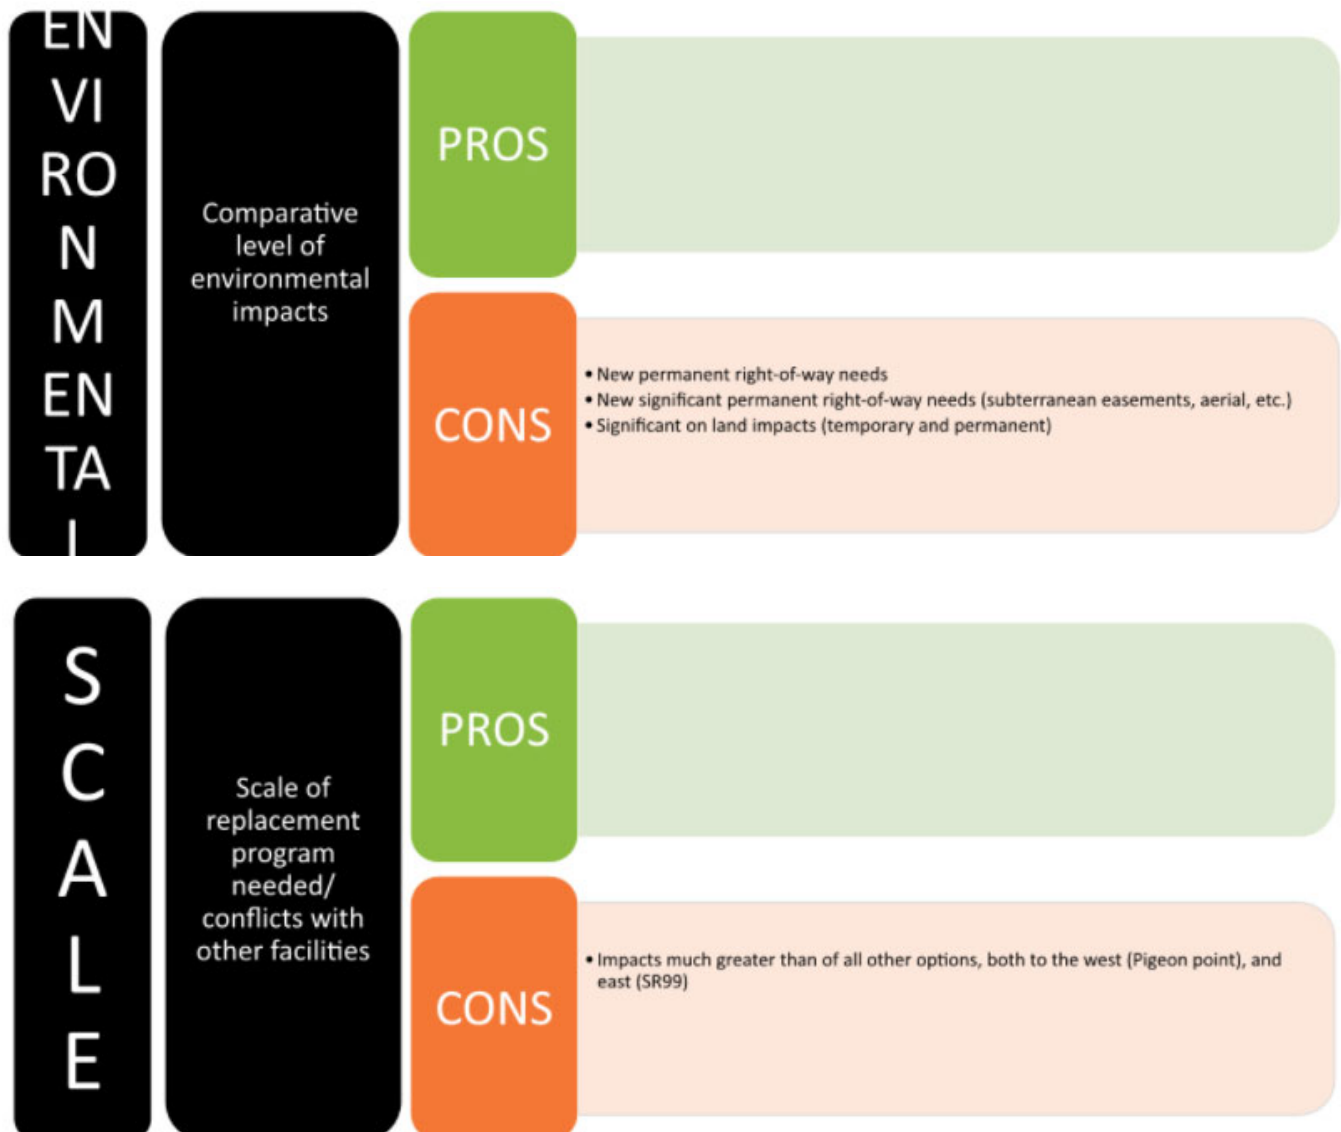 EN
VI
RO
N
M
EN
TA
L
Comparative
level of
environmental
impacts
PROS
CONS
• New permanent right-of-way needs
• New significant permanent right-of-way needs (subterranean easements, aerial, etc.)
• Significant on land impacts (temporary and permanent)
S
C
A
L
E
Scale of
replacement
program
needed/
conflicts with
other facilities
PROS
CONS
• Impacts much greater than of all other options, both to the west (Pigeon point), and
east (SR99)